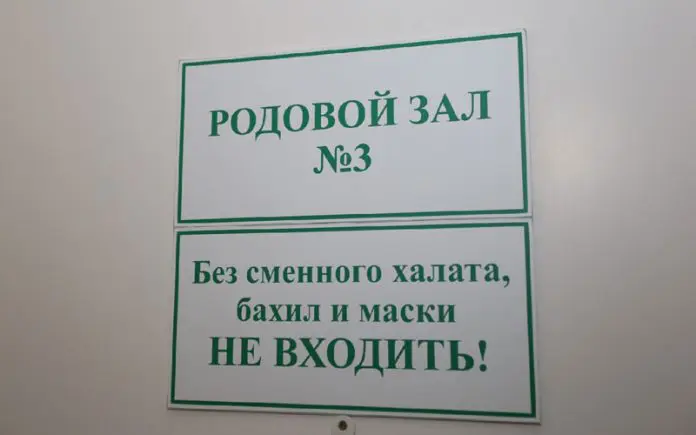 РОДОВОЙ ЗАЛ
№3
Без сменного халата,
бахил и маски
НЕ ВХОДИТЬ!